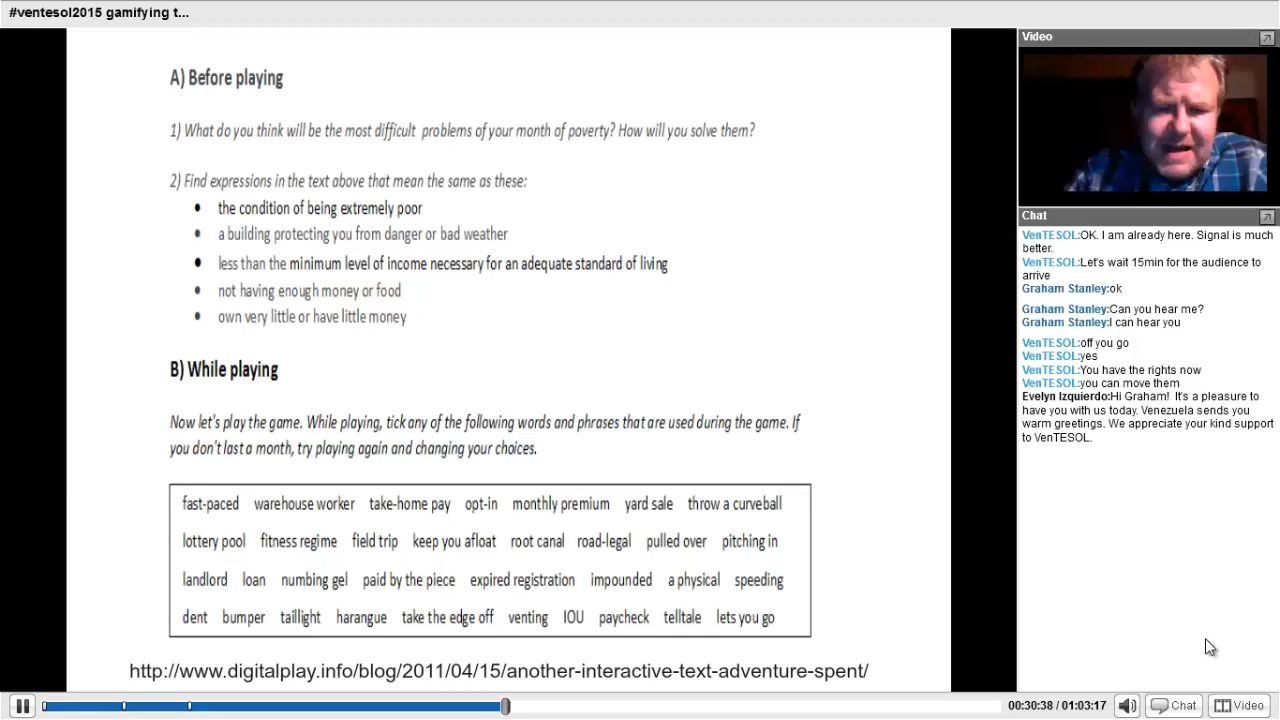 #ventesol2015 gamifying t...
A) Before playing
1) What do you think will be the most difficult problems of your month of poverty? How will you solve them?
2) Find expressions in the text above that mean the same as these:
• the condition of being extremely poor
• a building protecting you from danger or bad weather
• less than the minimum level of income necessary for an adequate standard of living
• not having enough money or food
• own very little or have little money
B) While playing
Now let's play the game. While playing, tick any of the following words and phrases that are used during the game. If
you don't last a month, try playing again and changing your choices.
fast-paced warehouse worker take-home pay opt-in monthly premium yard sale throw a curveball
lottery pool fitness regime field trip keep you afloat root canal road-legal pulled over pitching in
landlord loan numbing gel paid by the piece expired registration impounded a physical speeding
dent bumper taillight harangue take the edge off venting IOU paycheck telltale lets you go
http://www.digitalplay.info/blog/2011/04/15/another-interactive-text-adventure-spent/
Video
Chat
VenTESOL:OK. I am already here. Signal is much
better.
VenTESOL:Let's wait 15min for the audience to
arrive
Graham Stanley:ok
Graham Stanley:Can you hear me?
Graham Stanley:I can hear you
VenTESOL:off you go
VenTESOL:yes
VenTESOL:You have the rights now
VenTESOL:you can move them
Evelyn Izquierdo:Hi Graham! It's a pleasure to
have you with us today. Venezuela sends you
warm greetings. We appreciate your kind support
to VenTESOL.
00:30:38 / 01:03:17
Chat
Video